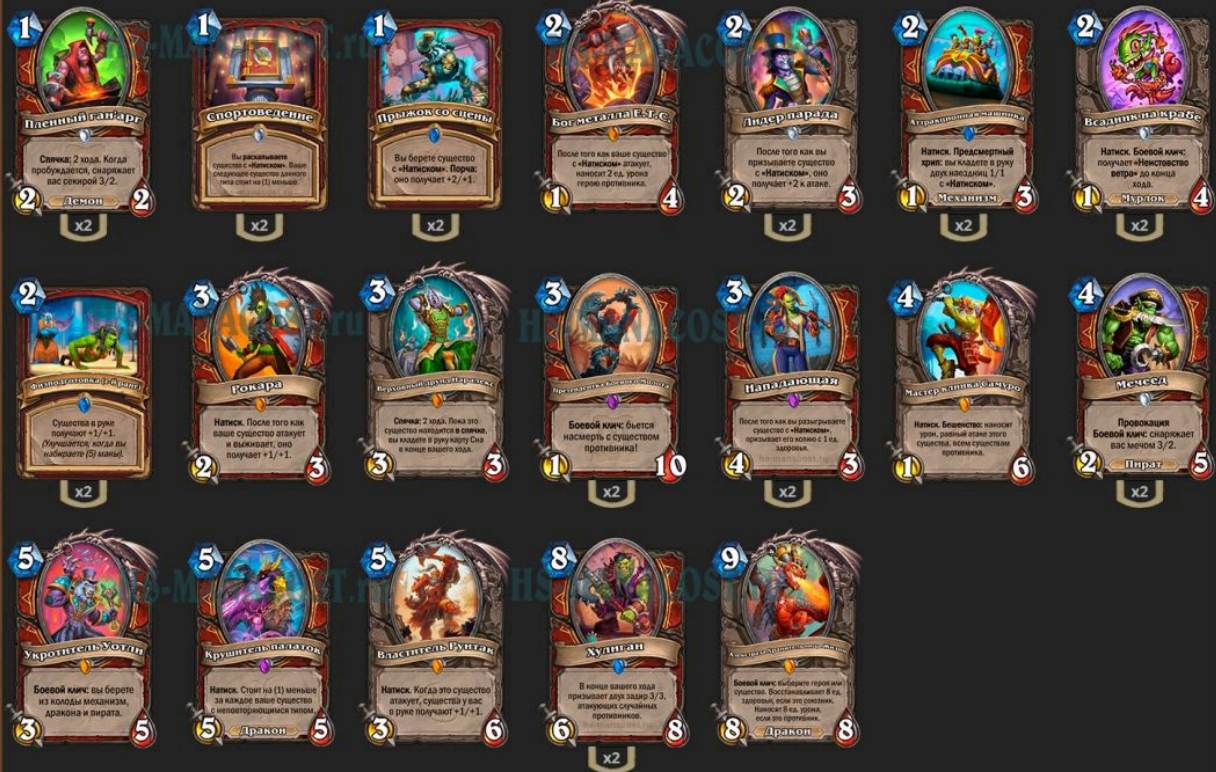 1
Пленный ган'арг
Спячка: 2 хода. Когда
пробуждается, снаряжает
вас секирой 3/2.
2
Демон
2
x2
1
Спортоведение
Вы раскапываете
существо с «Натиском». Ваше
следующее существо данного
типа стоит на (1) меньше.
x2
1
Прыжок со сцены
Вы берете существо
с «Натиском». Порча:
оно получает +2/+1.
x2
2
Бог металла Е.Т.С.
После того как ваше существо
с «Натиском» атакует,
наносит 2 ед. урона
герою противника.
1
4
2
Лидер парада
После того как вы
призываете существо
с «Натиском», оно
получает +2 к атаке.
2
3
x2
2
Аттракционная машинка
Натиск. Предсмертный
хрип: вы кладете в руку
двух наездниц 1/1
с «Натиском».
1
Механизм
3
x2
2
Всадник на крабе
Натиск. Боевой клич:
получает «Неистовство
ветра» до конца
хода.
1
Мурлок
4
x2
2
Физподготовка (1-й ранг)
Существа в руке
получают +1/+1.
(Улучшается, когда вы
набираете (5) маны).
x2
3
Рокара
Натиск. После того как
ваше существо атакует
и выживает, оно
получает +1/+1.
2
3
3
Верховный друид Наралекс
Спячка: 2 хода. Пока это
существо находится в спячке,
вы кладете в руку карту Сна
в конце вашего хода.
3
3
3
Претендентка Боевого Молота
Боевой клич: бьется
насмерть с существом
противника!
1
10
x2
3
Нападающая
После того как вы разыгрываете
существо с «Натиском»,
призывает его копию с 1 ед.
здоровья.
4
3
x2
4
Мастер клинка Самуро
Натиск. Бешенство: наносит
урон, равный атаке этого
существа, всем существам
противника.
1
6
4
Мечеед
Провокация
Боевой клич: снаряжает
вас мечом 3/2.
2
Пират
5
x2
5
Укротитель Уотли
Боевой клич: вы берете
из колоды механизм,
дракона и пирата.
3
5
5
Крушитель палаток
Натиск. Стоит на (1) меньше
за каждое ваше существо
с неповторяющимся типом.
5
Дракон
5
5
Властитель Рунтак
Натиск. Когда это существо
атакует, существа у вас
в руке получают +1/+1.
3
6
8
Хулиган
В конце вашего хода
призывает двух задир 3/3,
атакующих случайных
противников.
6
8
x2
9
Боевой клич: выберите героя или
существо. Восстанавливает 8 ед.
здоровья, если это союзник.
Наносит 8 ед. урона,
если это противник.
8
Дракон
8